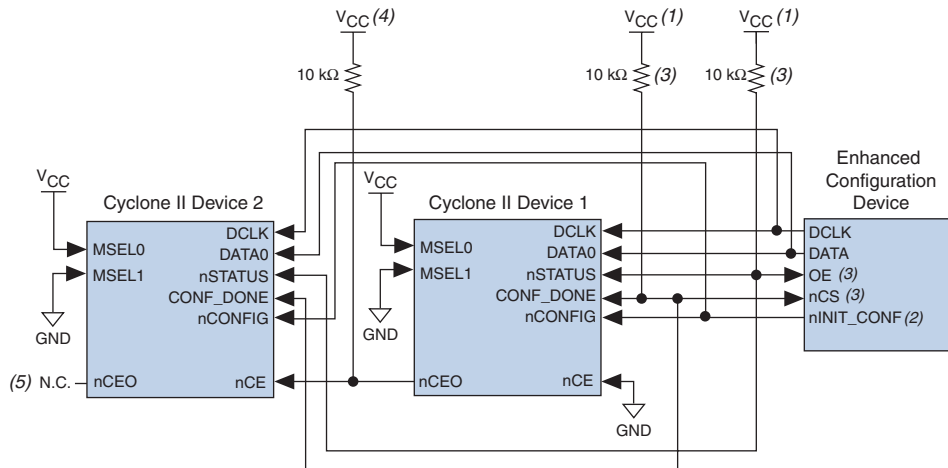 VCC (4)
VCC (1)
VCC (1)
10 kΩ
10 kΩ (3)
10 kΩ (3)
VCC
Cyclone II Device 2
MSEL0
MSEL1
GND
DCLK
DATA0
nSTATUS
CONF_DONE
nCONFIG
(5) N.C.
nCEO
nCE
VCC
Cyclone II Device 1
MSEL0
MSEL1
GND
DCLK
DATA0
nSTATUS
CONF_DONE
nCONFIG
nCEO
nCE
GND
Enhanced
Configuration
Device
DCLK
DATA
OE (3)
nCS (3)
nINIT_CONF (2)